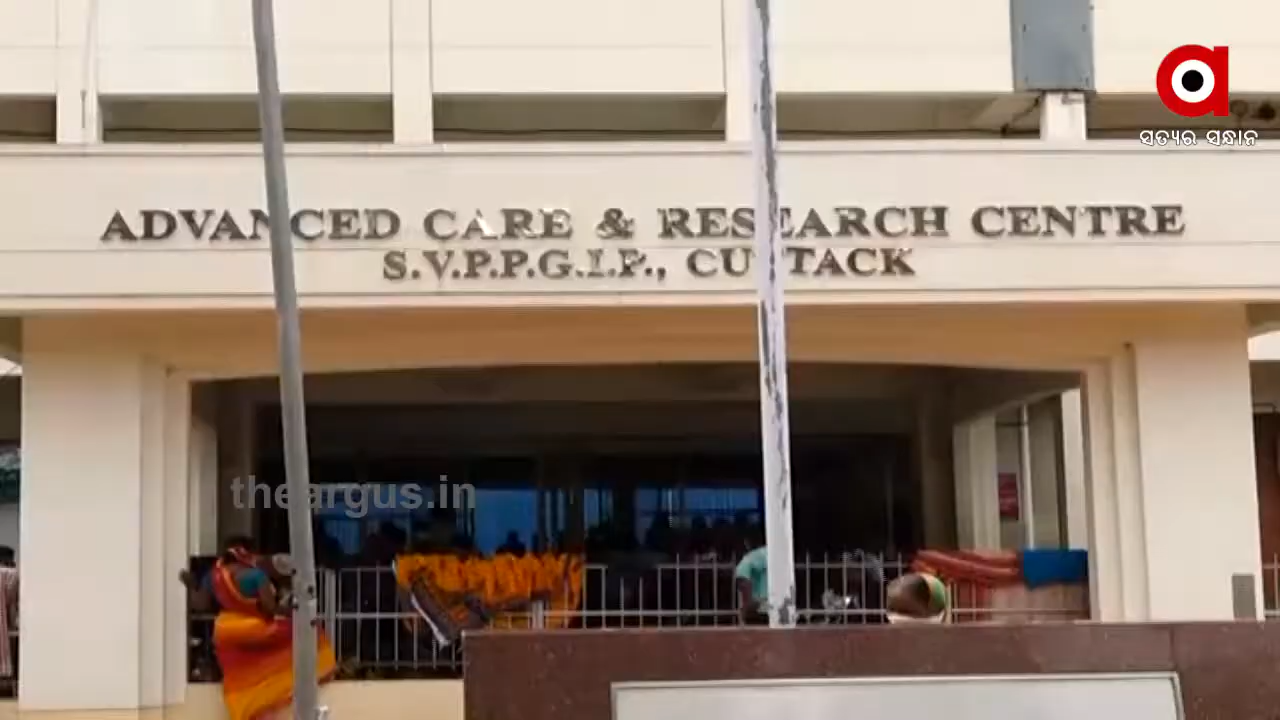 ସତ୍ୟର ସନ୍ଧାନ
ADVANCED CARE & RESEARCH CENTRE
S.V.P.P.G.I.P., CUTTACK
theargus.in